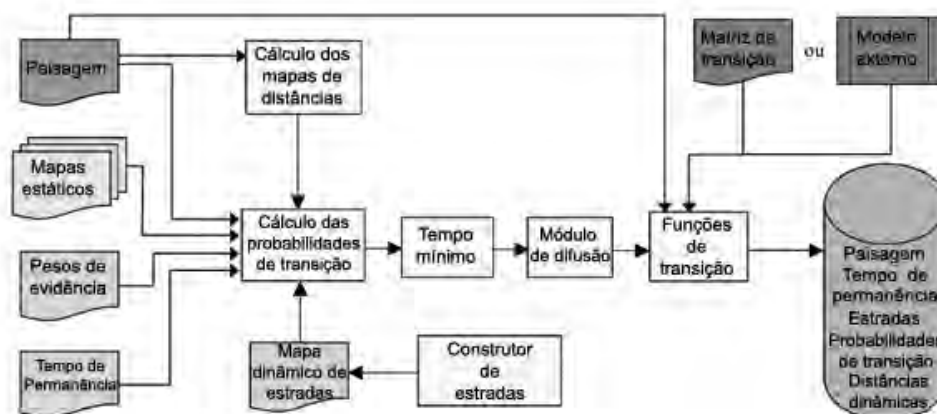 Paisagem
Cálculo dos
mapas de
distâncias
Matriz de
transição
ou
Modelo
externo
Mapas
estáticos
Pesos de
evidência
Tempo de
Permanência
Cálculo das
probabilidades
de transição
Tempo
mínimo
Módulo
de difusão
Funções
de
transição
Mapa
dinâmico de
estradas
Construtor
de
estradas
Paisagem
Tempo de
permanência
Estradas
Probabilidades
de transição
Distâncias
dinâmicas